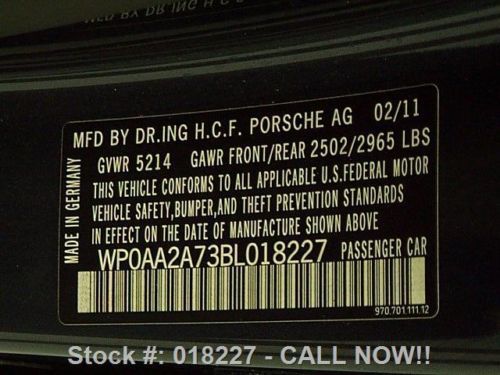 MFD BY DR.ING H.C.F. PORSCHE AG 02/11
GVWR 5214 GAWR FRONT/REAR 2502/2965 LBS
THIS VEHICLE CONFORMS TO ALL APPLICABLE U.S.FEDERAL MOTOR
VEHICLE SAFETY,BUMPER,AND THEFT PREVENTION STANDARDS
IN EFFECT ON THE DATE OF MANUFACTURE SHOWN ABOVE.
WP0AA2A73BL018227 PASSENGER CAR
MADE IN GERMANY
970.701.111.12
Stock #: 018227 - CALL NOW!!